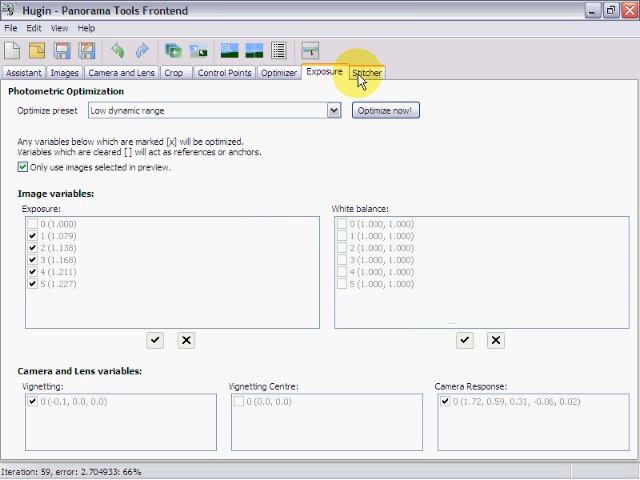 Hugin - Panorama Tools Frontend
File Edit View Help
Assistant Images Camera and Lens Crop Control Points Optimizer Exposure Stitcher
Photometric Optimization
Optimize preset Low dynamic range Optimize now!
Any variables below which are marked [x] will be optimized.
Variables which are cleared [ ] will act as references or anchors.
Only use images selected in preview.
Image variables:
Exposure: White balance:
0 (1.000) 0 (1.000, 1.000)
1 (1.079) 1 (1.000, 1.000)
2 (1.138) 2 (1.000, 1.000)
3 (1.168) 3 (1.000, 1.000)
4 (1.211) 4 (1.000, 1.000)
5 (1.227) 5 (1.000, 1.000)
Camera and Lens variables:
Vignetting: Vignetting Centre: Camera Response:
0 (-0.1, 0.0, 0.0) 0 (0.0, 0.0) 0 (1.72, 0.59, 0.31, -0.06, 0.02)
Iteration: 59, error: 2.704933: 66%